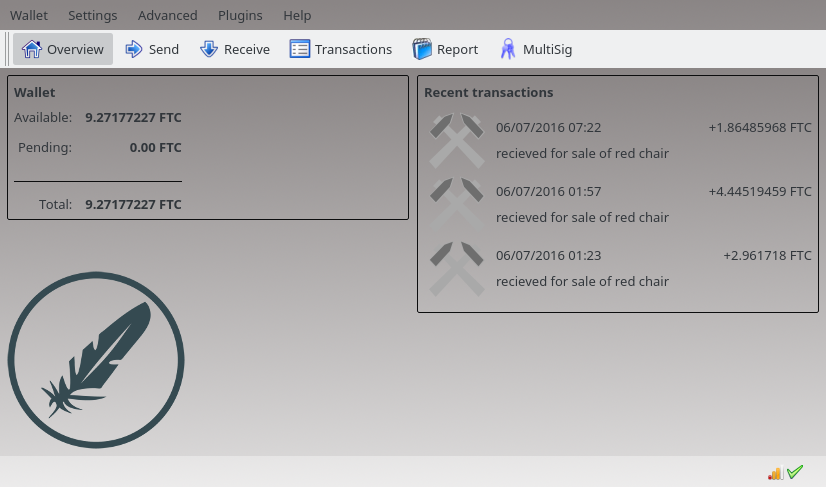 Wallet Settings Advanced Plugins Help
Overview Send Receive Transactions Report MultiSig
Wallet
Available: 9.27177227 FTC
Pending: 0.00 FTC
Total: 9.27177227 FTC
Recent transactions
06/07/2016 07:22 +1.86485968 FTC
recieved for sale of red chair
06/07/2016 01:57 +4.44519459 FTC
recieved for sale of red chair
06/07/2016 01:23 +2.961718 FTC
recieved for sale of red chair